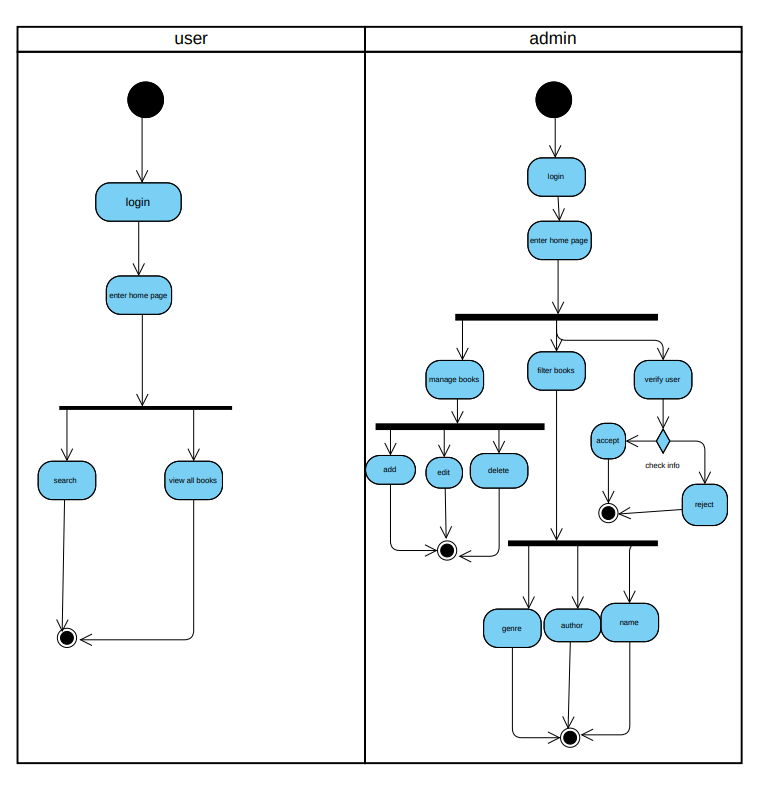 user
admin
login
enter home page
search
view all books
login
enter home page
manage books
filter books
verify user
add
edit
delete
accept
check info
reject
genre
author
name